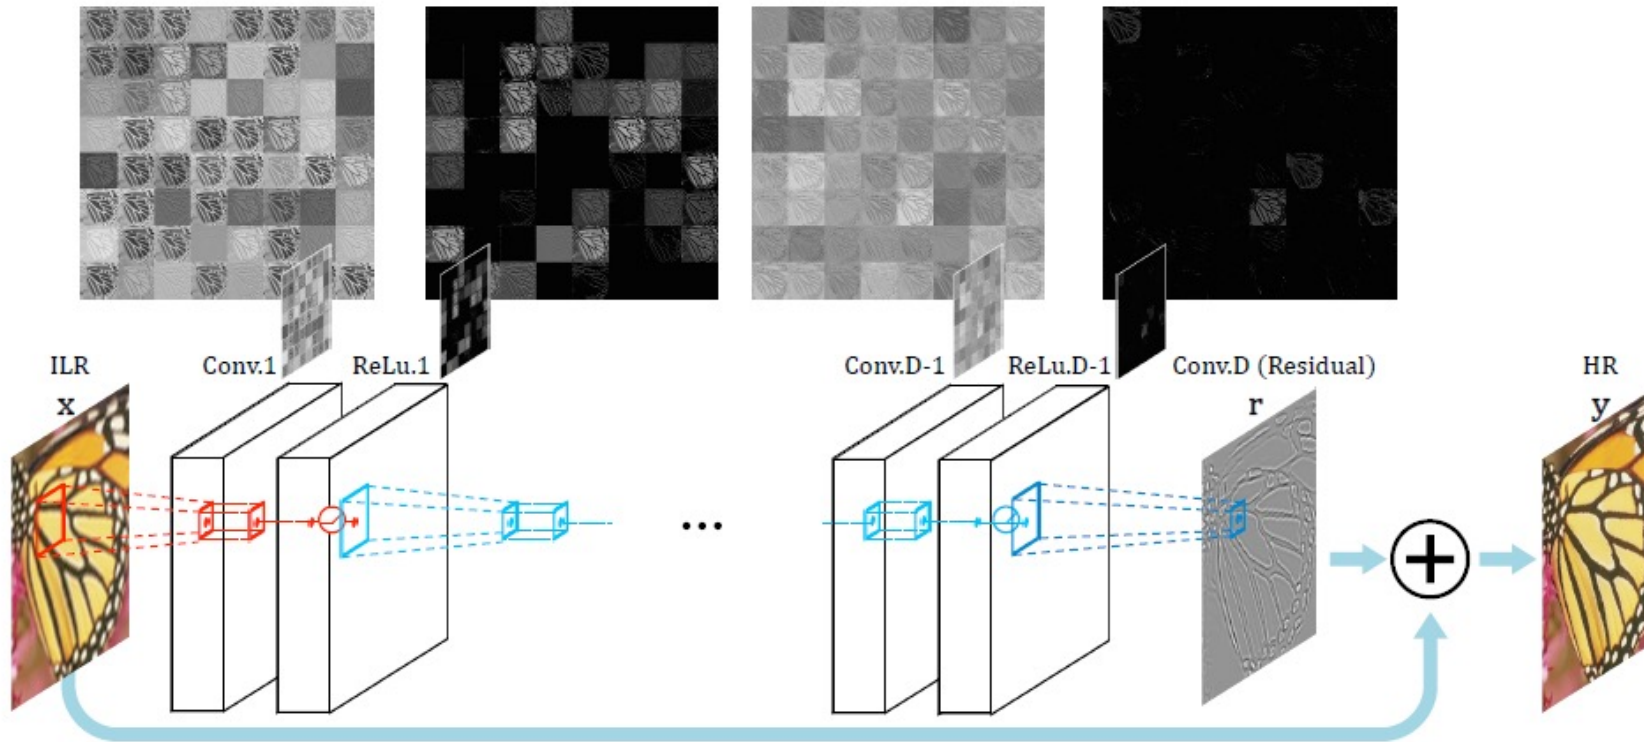 ILR
x
Conv.1
ReLu.1
...
Conv.D-1
ReLu.D-1
Conv.D (Residual)
r
HR
y